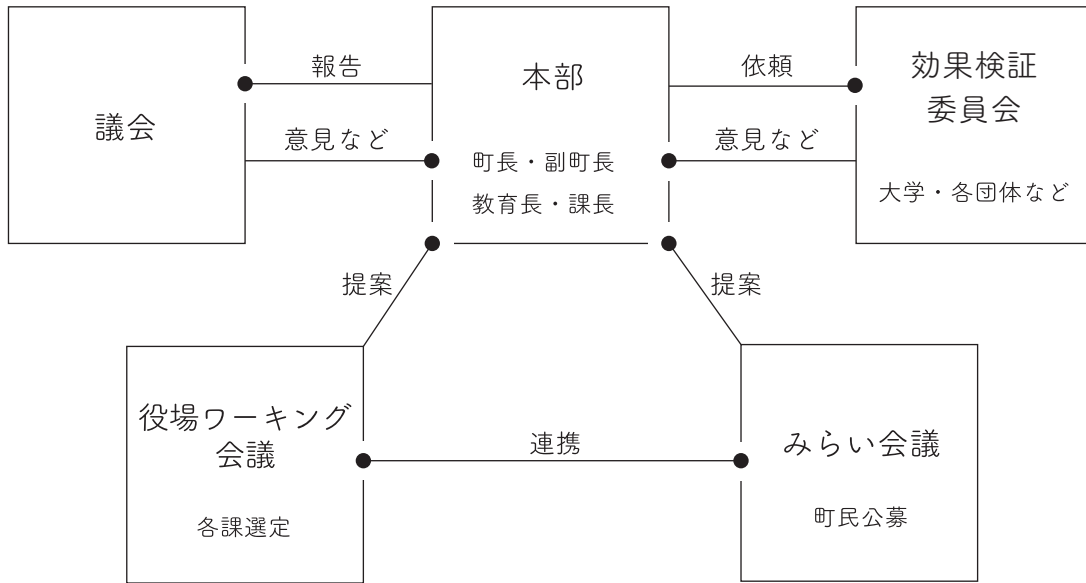 議会
報告
意見など
本部
町長・副町長
教育長・課長
依頼
意見など
効果検証
委員会
大学・各団体など
提案
提案
役場ワーキング
会議
各課選定
連携
みらい会議
町民公募